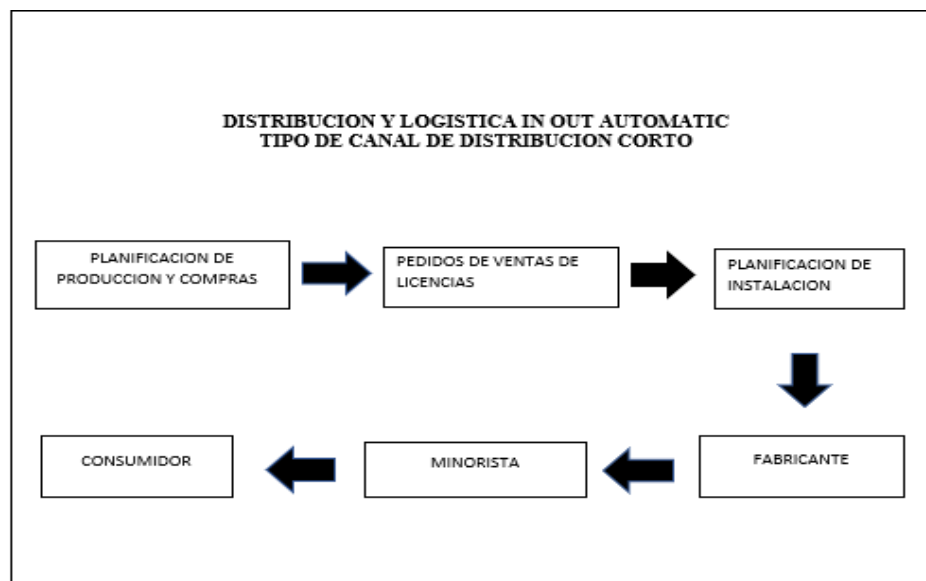 DISTRIBUCION Y LOGISTICA IN OUT AUTOMATIC
TIPO DE CANAL DE DISTRIBUCION CORTO
PLANIFICACION DE
PRODUCCION Y COMPRAS
PEDIDOS DE VENTAS DE
LICENCIAS
PLANIFICACION DE
INSTALACION
CONSUMIDOR
MINORISTA
FABRICANTE